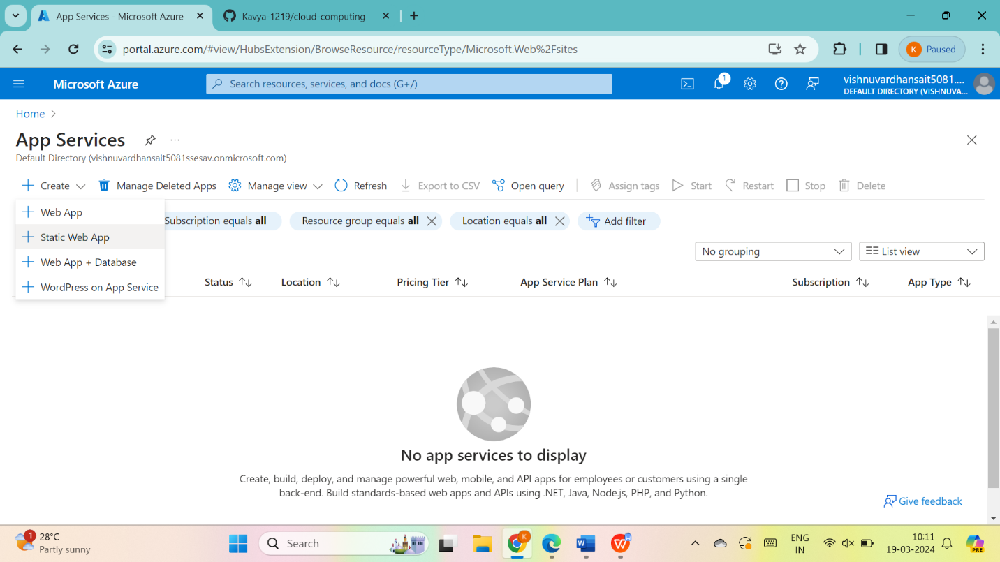 App Services - Microsoft Azure
Kavya-1219/cloud-computing
portal.azure.com/#view/HubsExtension/BrowseResource/resourceType/Microsoft.Web%2Fsites
K Paused
Microsoft Azure
Search resources, services, and docs (G+/)
1
vishnuvardhansait5081....
DEFAULT DIRECTORY (VISHNUVA...
Home
App Services
Default Directory (vishnuvardhansait5081ssesav.onmicrosoft.com)
Create Manage Deleted Apps Manage view Refresh Export to CSV Open query Assign tags Start Restart Stop Delete
Web App
Static Web App
Web App + Database
WordPress on App Service
Subscription equals all Resource group equals all Location equals all Add filter
No grouping List view
Status Location Pricing Tier App Service Plan Subscription App Type
No app services to display
Create, build, deploy, and manage powerful web, mobile, and API apps for employees or customers using a single
back-end. Build standards-based web apps and APIs using .NET, Java, Node.js, PHP, and Python.
Give feedback
1
28°C
Partly sunny
Search
K
W
W
ENG
IN
10:11
19-03-2024
PRE